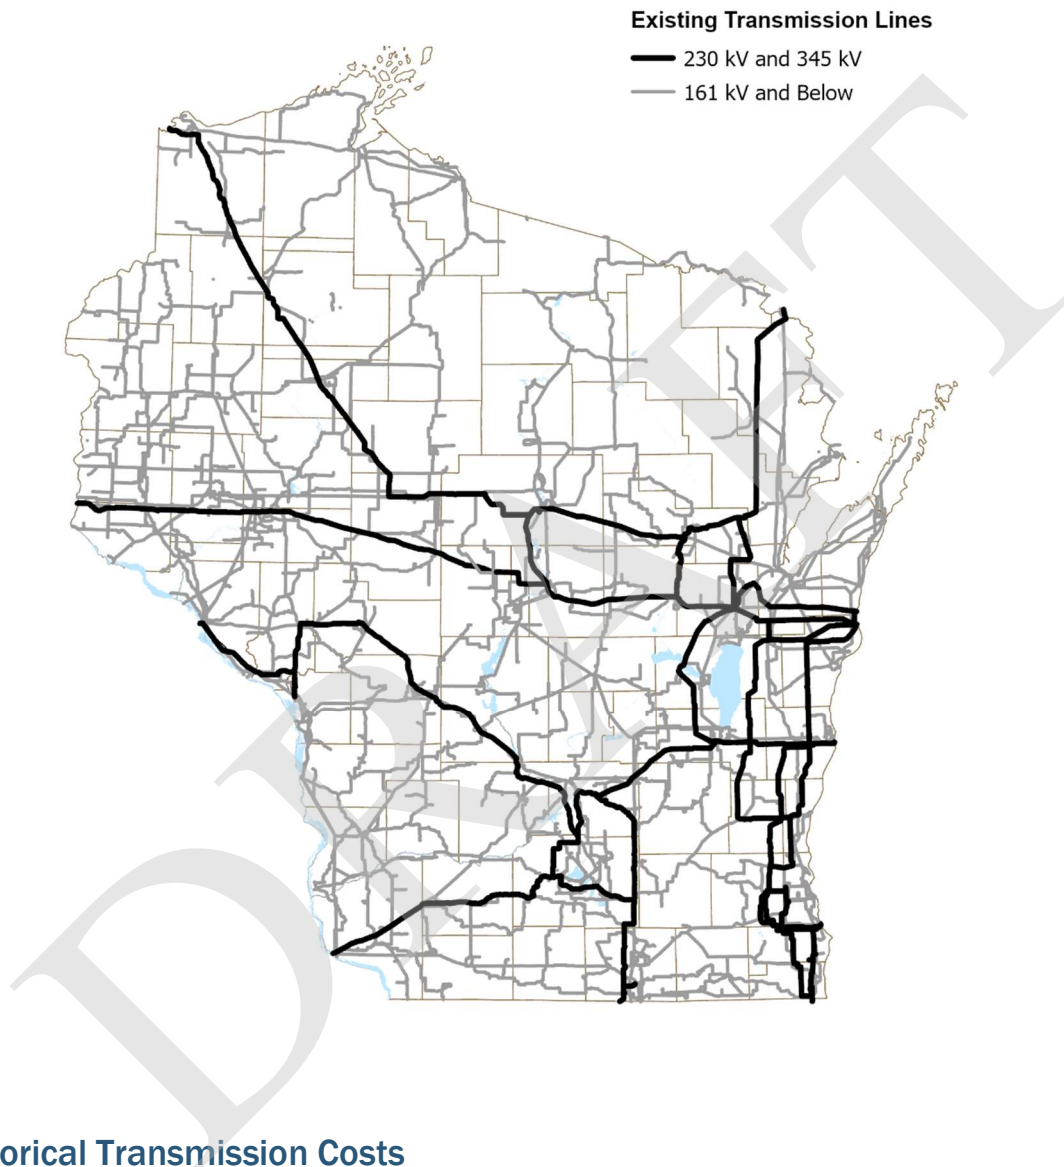 Existing Transmission Lines
230 kV and 345 kV
161 kV and Below
DRAFT
orical Transmission Costs